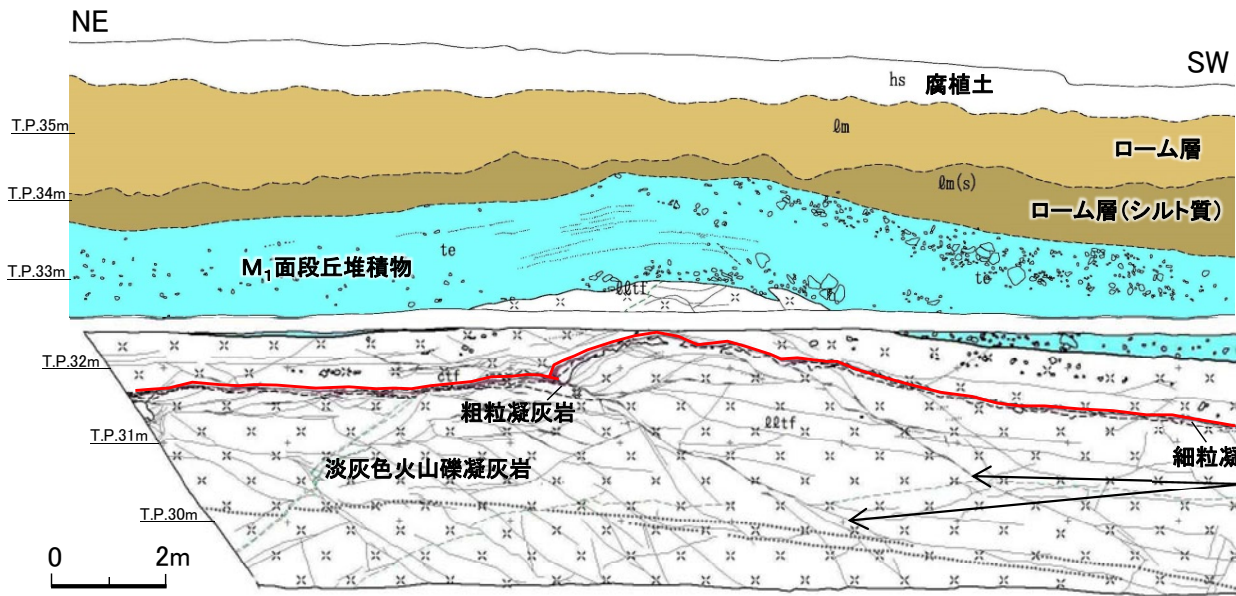 NE
SW
hs 腐植土
T.P.35m
ℓm
ローム層
T.P.34m
ℓm(s)
ローム層(シルト質)
te
M₁面段丘堆積物
te
T.P.33m
ℓℓtf
T.P.32m
ctf
粗粒凝灰岩
T.P.31m
ℓℓtf
細粒凝
淡灰色火山礫凝灰岩
T.P.30m
0 2m